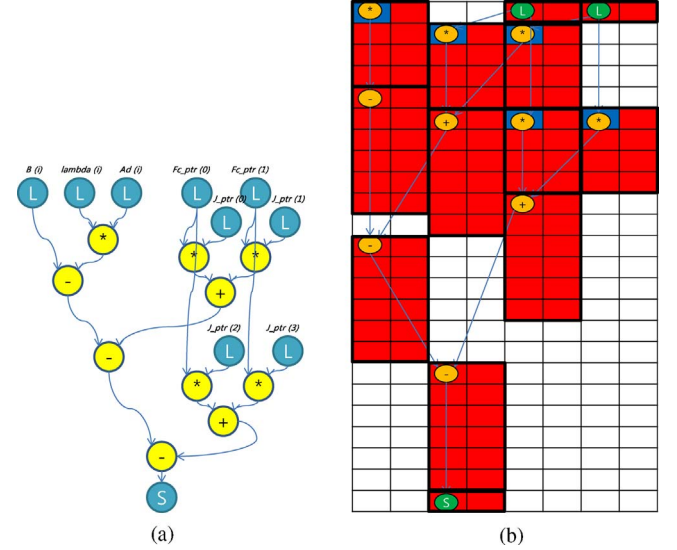 B (i) lambda (i) Ad (i) Fc_ptr (0) Fc_ptr (1)
L L L L L
J_ptr (0) J_ptr (1)
L L
*
* *
-
+
J_ptr (2) J_ptr (3)
L L
-
* *
+
-
S
(a)
* L L
* *
-
+ * *
+
-
-
S
(b)